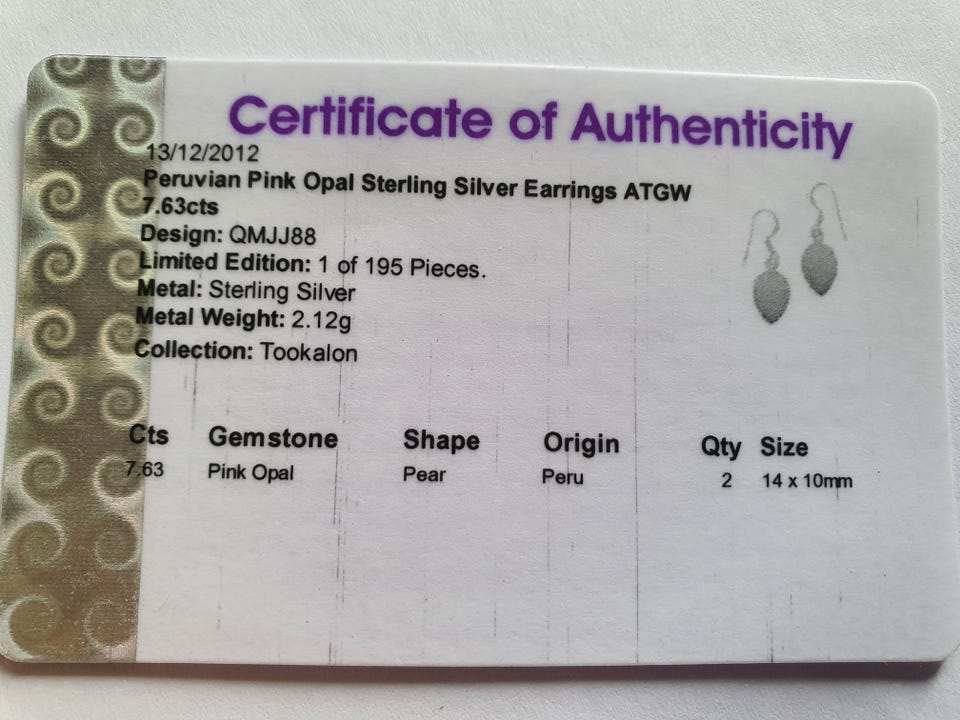 Certificate of Authenticity
13/12/2012
Peruvian Pink Opal Sterling Silver Earrings ATGW
7.63cts
Design: QMJJ88
Limited Edition: 1 of 195 Pieces.
Metal: Sterling Silver
Metal Weight: 2.12g
Collection: Tookalon
Cts Gemstone Shape Origin Qty Size
7.63 Pink Opal Pear Peru 2 14 x 10mm